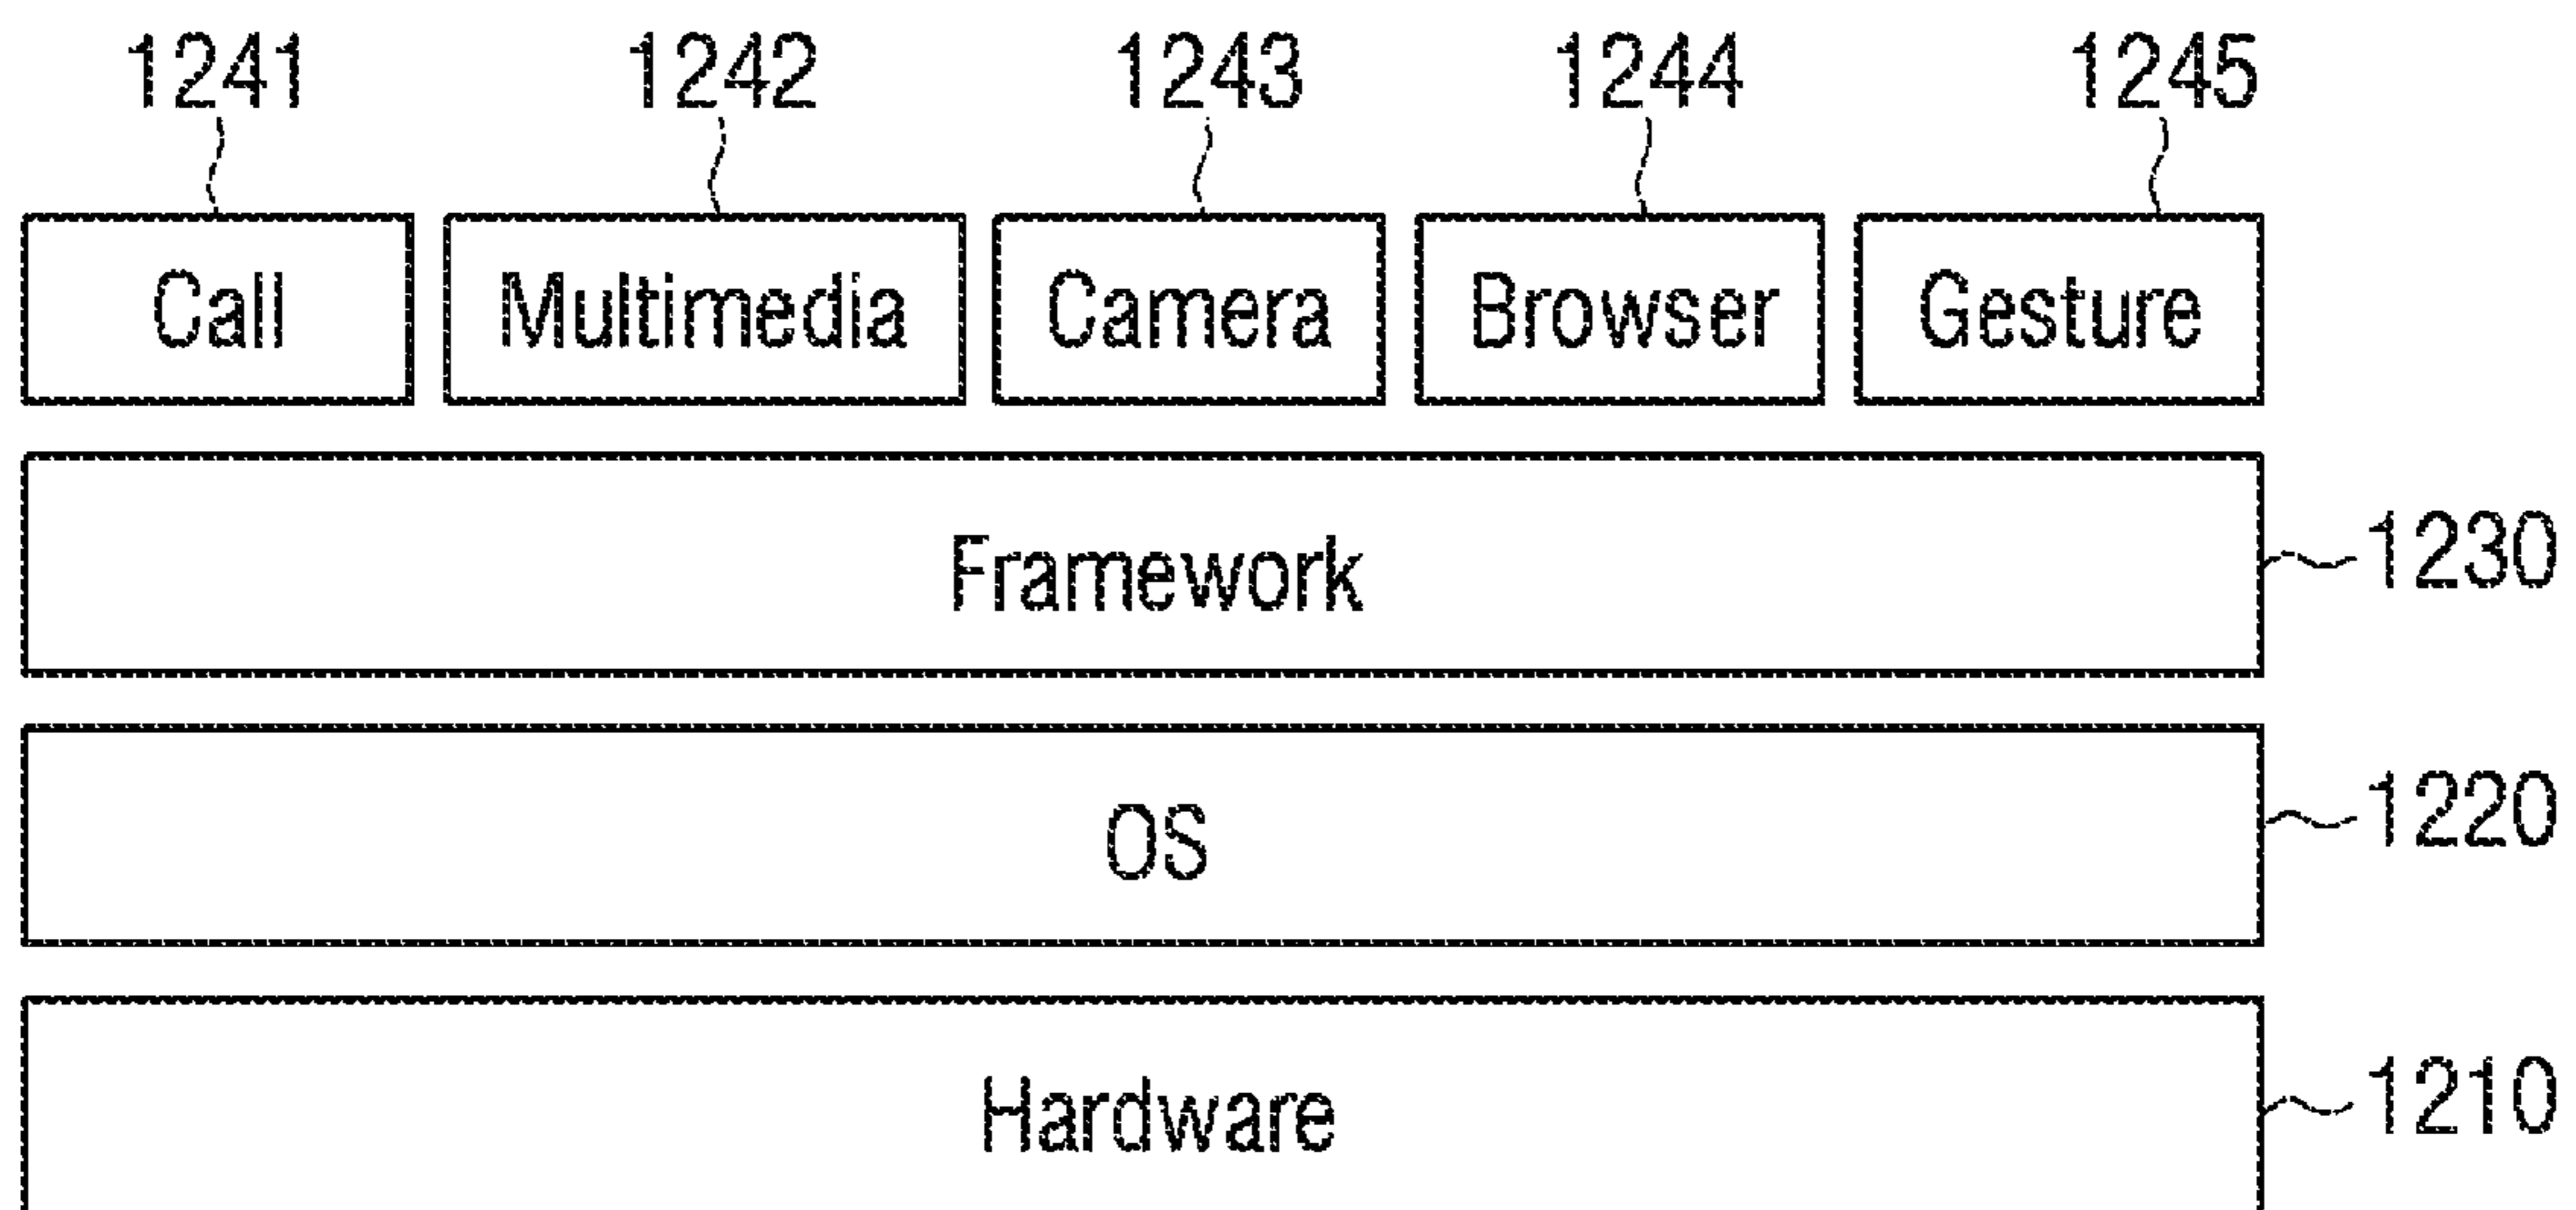 1241 1242 1243 1244 1245
Call Multimedia Camera Browser Gesture
Framework 1230
OS 1220
Hardware 1210